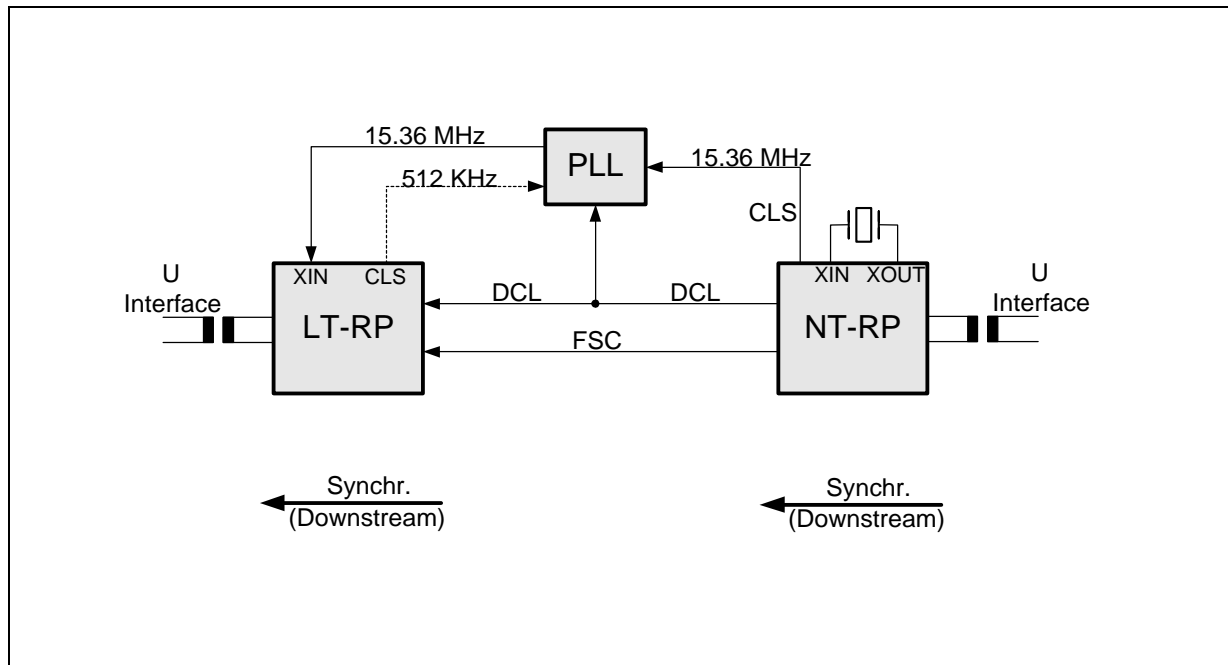 15.36 MHz
PLL
15.36 MHz
512 KHz
CLS
U
Interface
XIN
CLS
XIN
XOUT
U
Interface
DCL
DCL
LT-RP
NT-RP
FSC
Synchr.
(Downstream)
Synchr.
(Downstream)